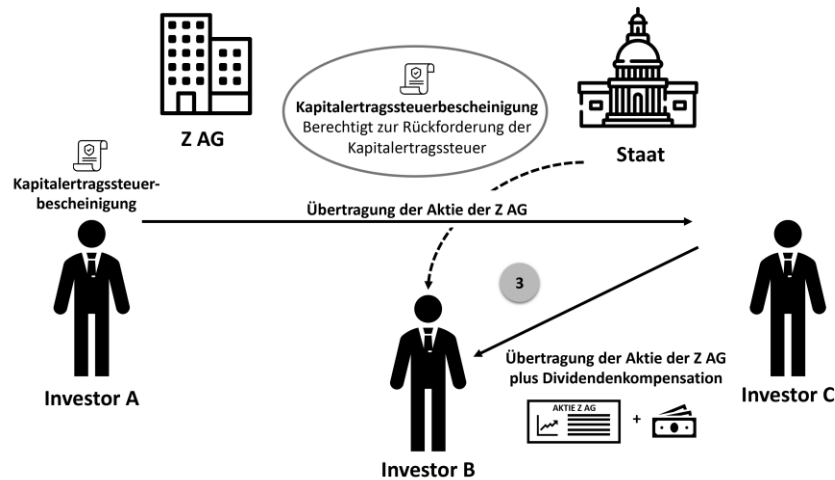 Z AG
Kapitalertragssteuerbescheinigung
Berechtigt zur Rückforderung der
Kapitalertragssteuer
Staat
Kapitalertragssteuer-
bescheinigung
Übertragung der Aktie der Z AG
3
Investor A
Übertragung der Aktie der Z AG
plus Dividendenkompensation
AKTIE Z AG
+
Investor B
Investor C